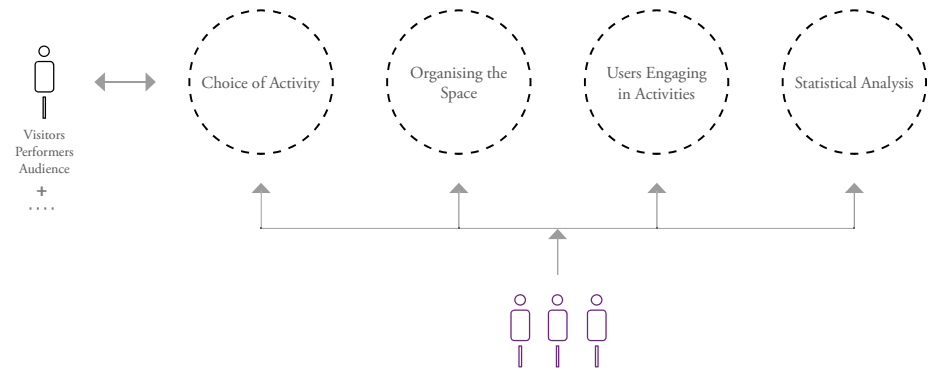 Choice of Activity
Organising the
Space
Users Engaging
in Activities
Statistical Analysis
Visitors
Performers
Audience
+
....